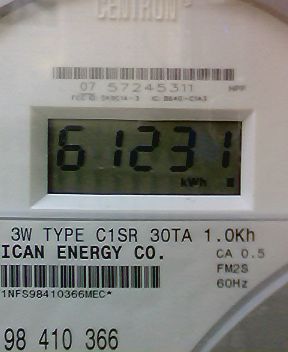 CENTRON®
07 57245311 NPP
61231
kWh
3W TYPE C1SR 30TA 1.0Kh
ICAN ENERGY CO.
CA 0.5
FM2S
60Hz
1NFS98410366MEC*
98 410 366